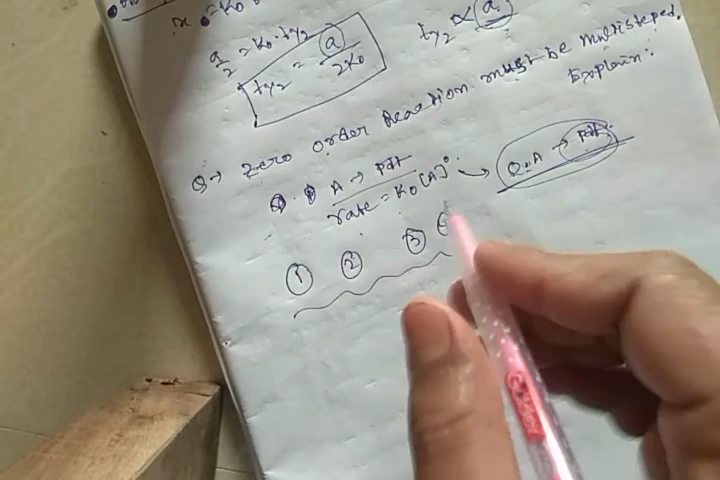 a/2 = K₀·t₁/₂
t₁/₂ = a/2K₀
t₁/₂ ∝ a
Q → Zero order Reaction must be multisteped.
Explain:
A → Pdt
rate = K₀[A]⁰.
Q. A → Pdt.
① ② ③